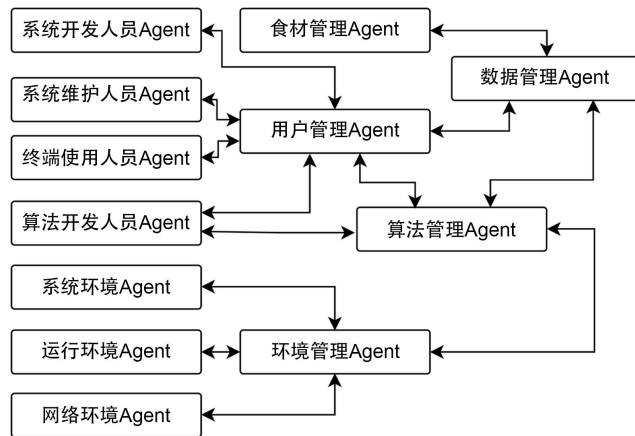 系统开发人员Agent
食材管理Agent
数据管理Agent
系统维护人员Agent
用户管理Agent
终端使用人员Agent
算法开发人员Agent
算法管理Agent
系统环境Agent
运行环境Agent
环境管理Agent
网络环境Agent